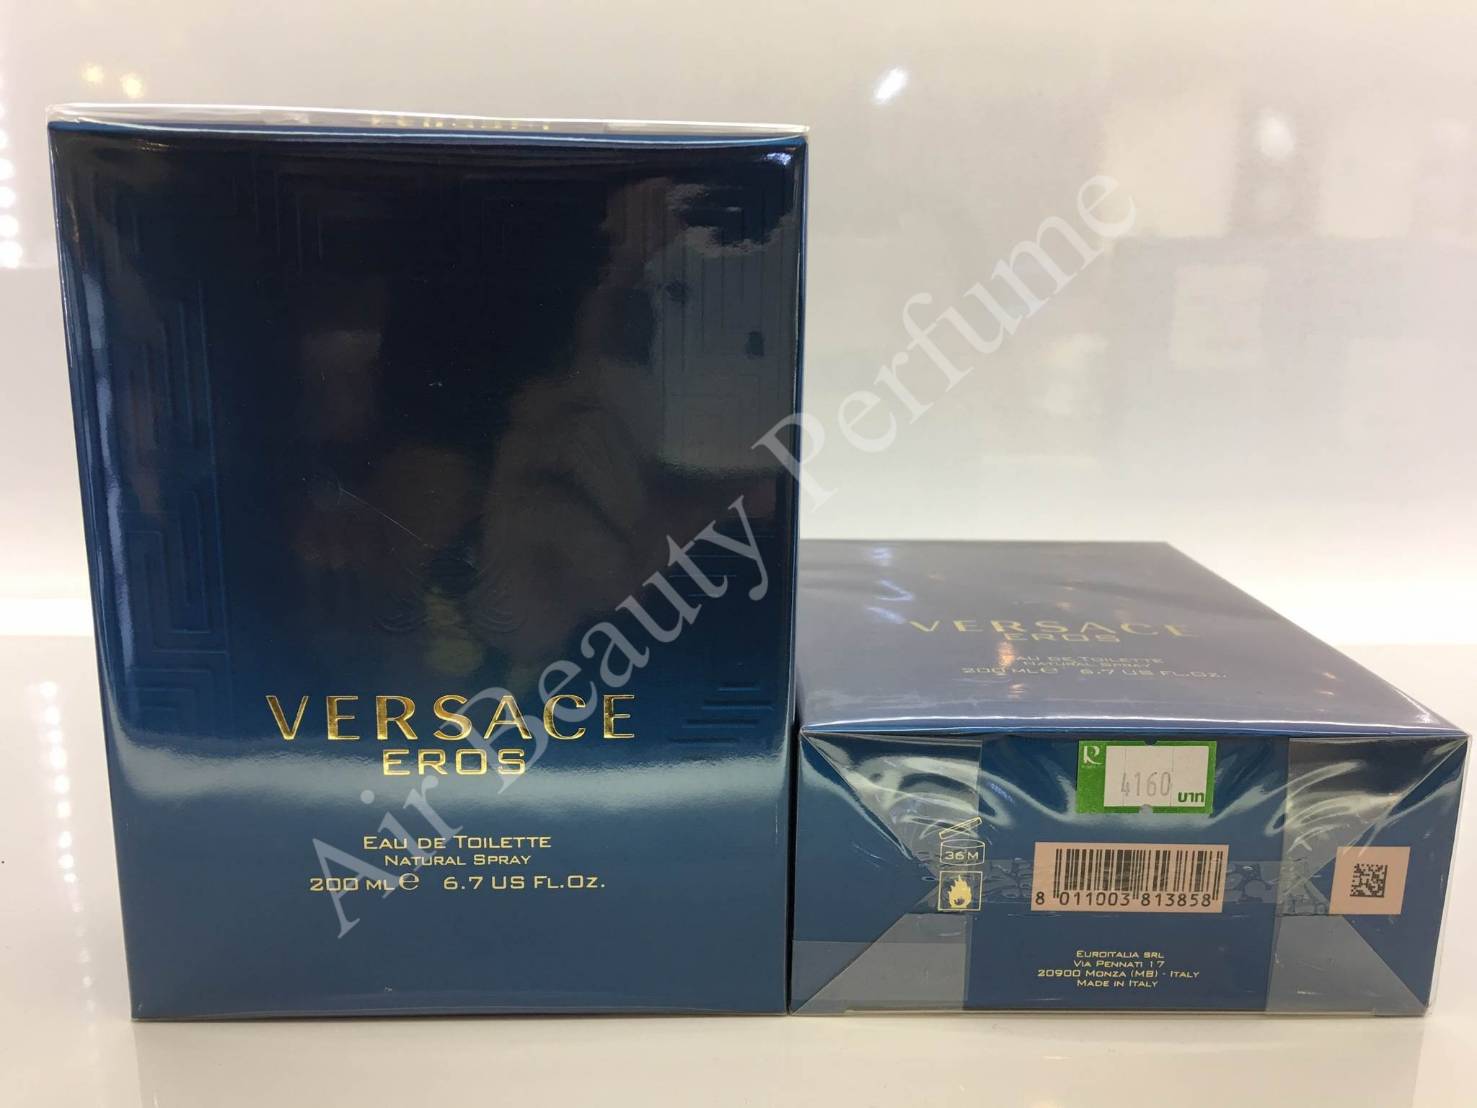 VERSACE
EROS
EAU DE TOILETTE
NATURAL SPRAY
200 ML e 6.7 US FL.OZ.
Air Beauty Perfume
VERSACE
EROS
EAU DE TOILETTE
NATURAL SPRAY
200 ML e 6.7 US FL.OZ.
R
4160 บาท
36 M
8 011003 813858
EUROITALIA SRL
VIA PENNATI 17
20900 MONZA (MB) - ITALY
MADE IN ITALY